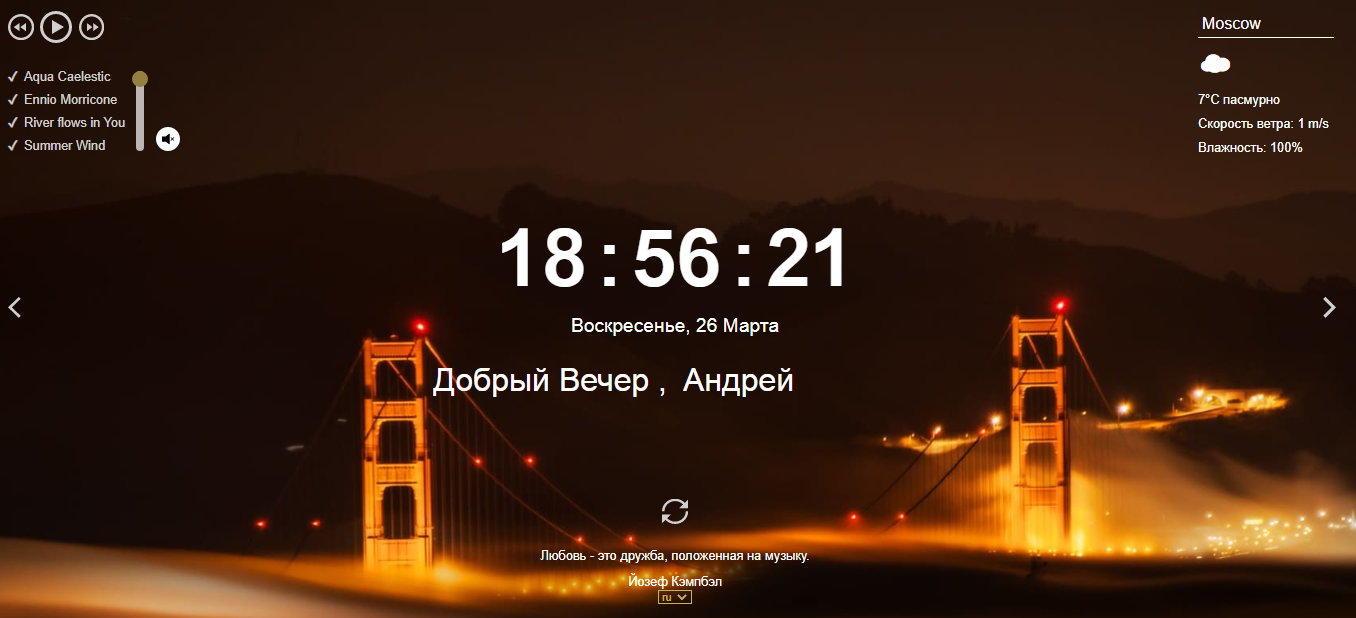 Moscow
Aqua Caelestic
Ennio Morricone
River flows in You
Summer Wind
7°C пасмурно
Скорость ветра: 1 m/s
Влажность: 100%
18:56:21
Воскресенье, 26 Марта
Добрый Вечер , Андрей
Любовь - это дружба, положенная на музыку.
Йозеф Кэмпбэл
ru